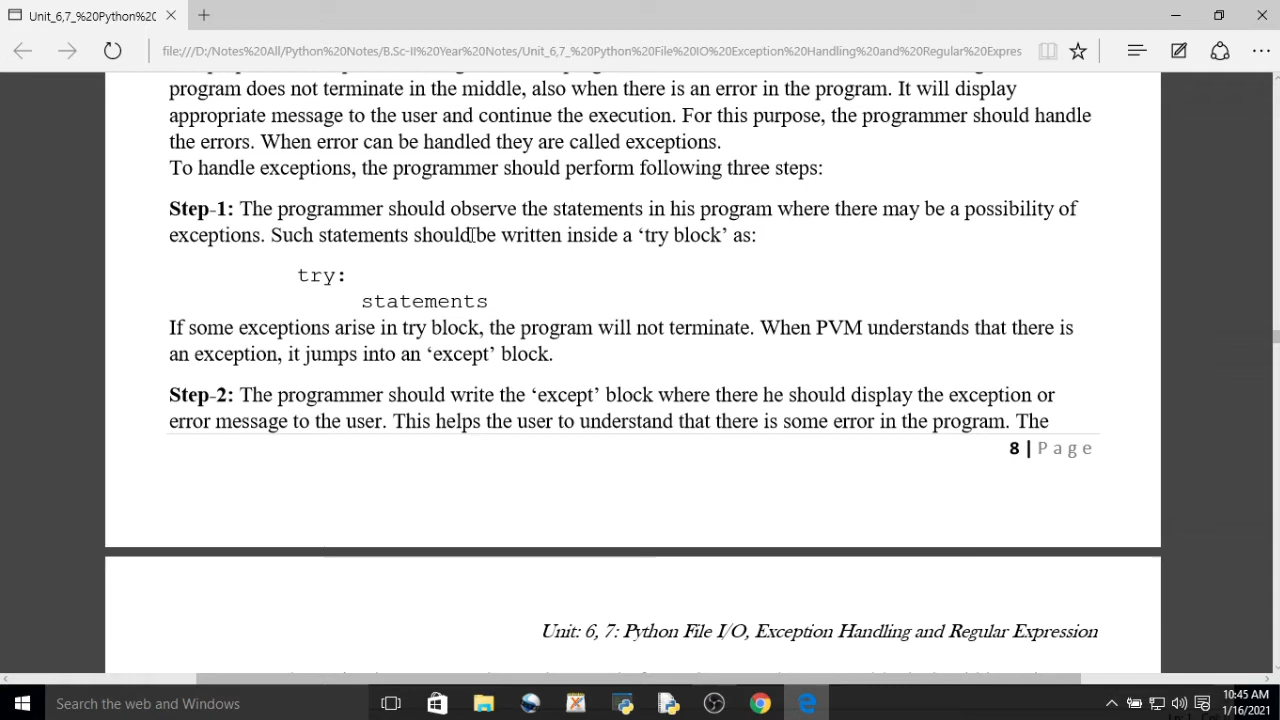 Unit_6,7_ Python%20
file:///D:/Notes%20All/Python%20Notes/B.Sc-II%20Year%20Notes/Unit_6,7_%20Python%20File%20IO%20Exception%20Handling%20and%20Regular%20Expres
program does not terminate in the middle, also when there is an error in the program. It will display
appropriate message to the user and continue the execution. For this purpose, the programmer should handle
the errors. When error can be handled they are called exceptions.
To handle exceptions, the programmer should perform following three steps:
Step-1: The programmer should observe the statements in his program where there may be a possibility of
exceptions. Such statements should be written inside a ‘try block’ as:
try:
statements
If some exceptions arise in try block, the program will not terminate. When PVM understands that there is
an exception, it jumps into an ‘except’ block.
Step-2: The programmer should write the ‘except’ block where there he should display the exception or
error message to the user. This helps the user to understand that there is some error in the program. The
8 | Page
Unit: 6, 7: Python File I/O, Exception Handling and Regular Expression
Search the web and Windows
10:45 AM
1/16/2021